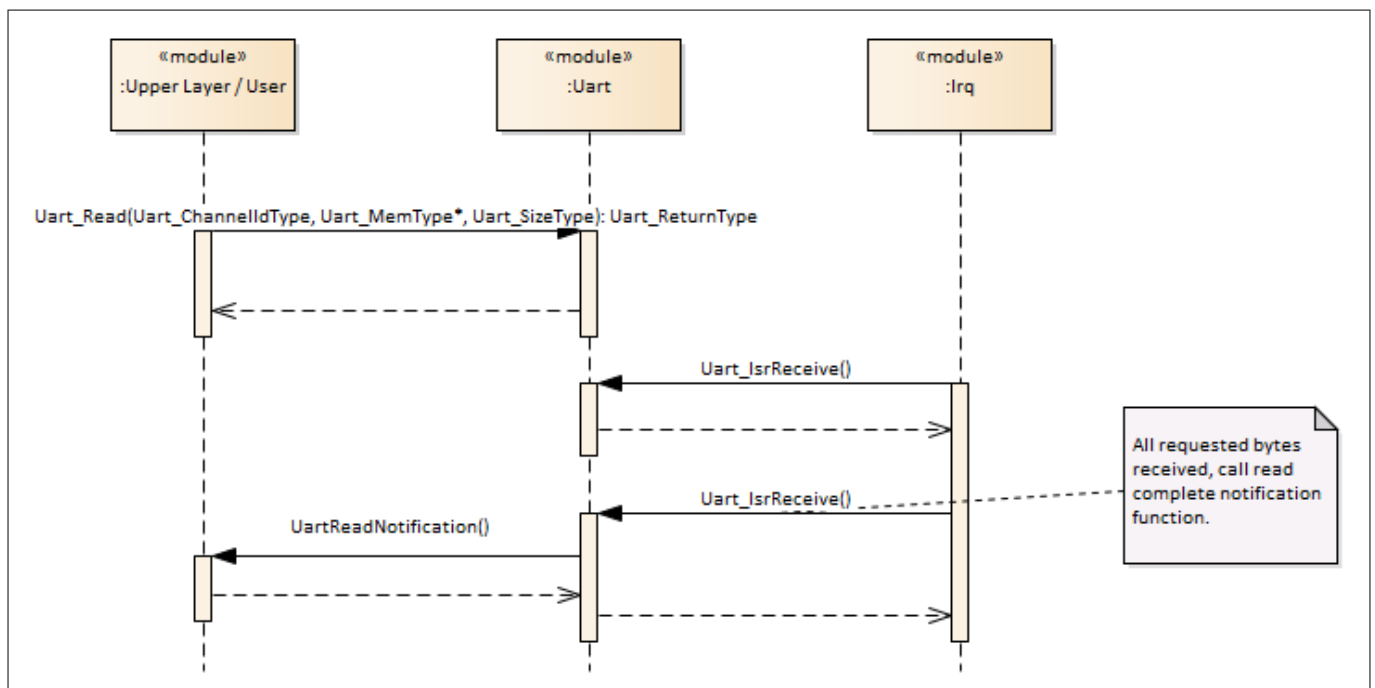 «module»
:Upper Layer / User
«module»
:Uart
«module»
:Irq
Uart_Read(Uart_ChannelIdType, Uart_MemType*, Uart_SizeType): Uart_ReturnType
Uart_IsrReceive()
All requested bytes
received, call read
complete notification
function.
Uart_IsrReceive()
UartReadNotification()